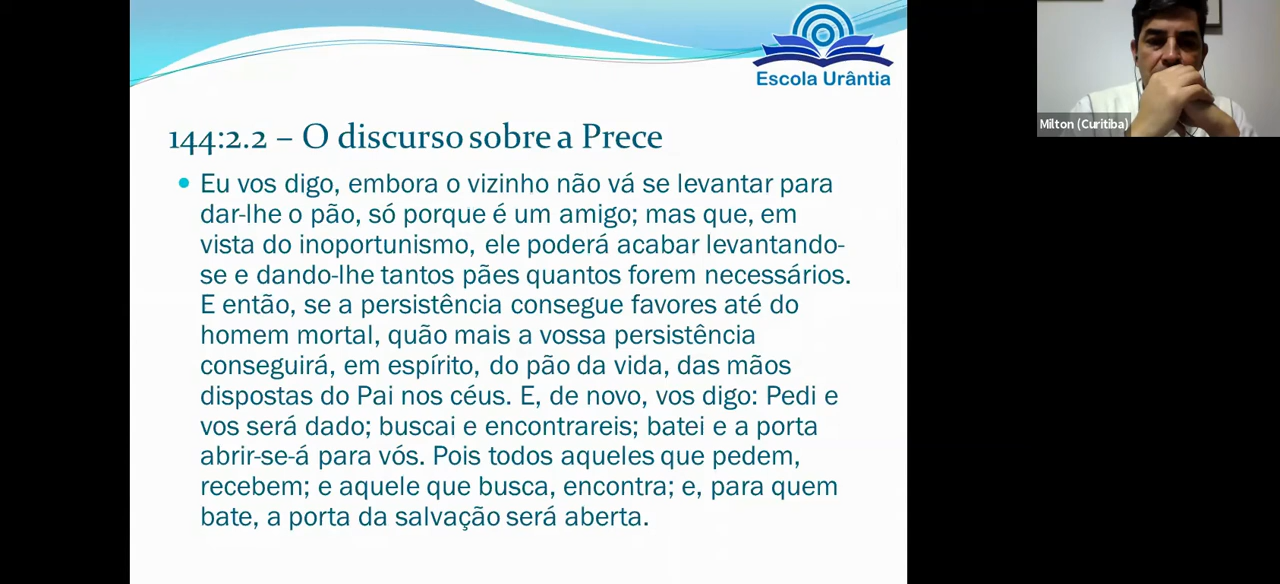 Escola Urântia
Milton (Curitiba)
144:2.2 – O discurso sobre a Prece
• Eu vos digo, embora o vizinho não vá se levantar para
dar-lhe o pão, só porque é um amigo; mas que, em
vista do inoportunismo, ele poderá acabar levantando-
se e dando-lhe tantos pães quantos forem necessários.
E então, se a persistência consegue favores até do
homem mortal, quão mais a vossa persistência
conseguirá, em espírito, do pão da vida, das mãos
dispostas do Pai nos céus. E, de novo, vos digo: Pedi e
vos será dado; buscai e encontrareis; batei e a porta
abrir-se-á para vós. Pois todos aqueles que pedem,
recebem; e aquele que busca, encontra; e, para quem
bate, a porta da salvação será aberta.